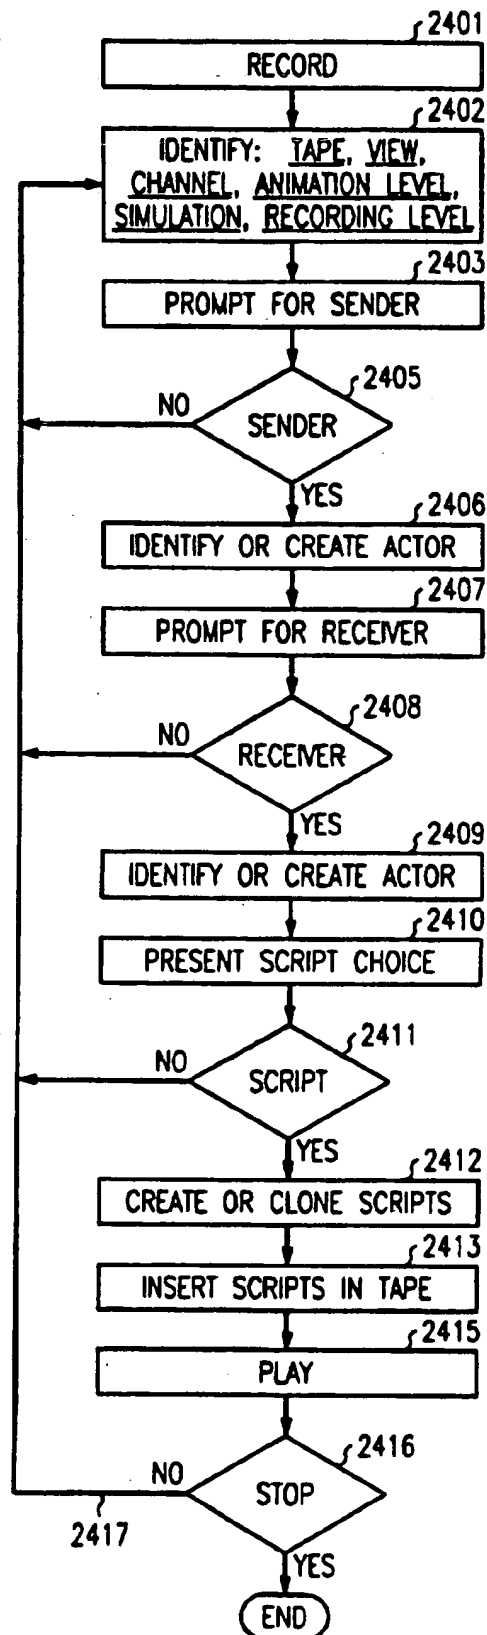 2401
RECORD
2402
IDENTIFY: TAPE, VIEW,
CHANNEL, ANIMATION LEVEL,
SIMULATION, RECORDING LEVEL
2403
PROMPT FOR SENDER
2405
NO
SENDER
YES
2406
IDENTIFY OR CREATE ACTOR
2407
PROMPT FOR RECEIVER
2408
NO
RECEIVER
YES
2409
IDENTIFY OR CREATE ACTOR
2410
PRESENT SCRIPT CHOICE
2411
NO
SCRIPT
YES
2412
CREATE OR CLONE SCRIPTS
2413
INSERT SCRIPTS IN TAPE
2415
PLAY
2416
NO
STOP
2417
YES
END